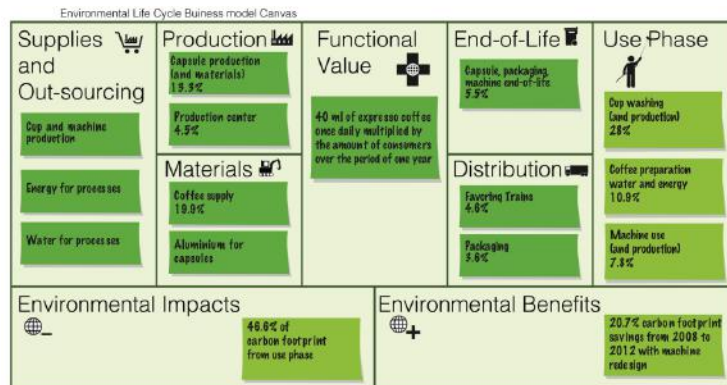 Environmental Life Cycle Buiness model Canvas
Supplies
and
Out-sourcing
Cup and machine
production
Energy for processes
Water for processes
Production
Capsule production
(and materials)
13.3%
Production center
4.5%
Materials
Coffee supply
19.9%
Aluminium for
capsules
Functional
Value
40 ml of expresso coffee
once daily multiplied by
the amount of consumers
over the period of one year
End-of-Life
Capsule, packaging,
machine end-of-life
5.5%
Distribution
Favoring Trains
4.6%
Packaging
3.6%
Use Phase
Cup washing
(and production)
28%
Coffee preparation
water and energy
10.9%
Machine use
(and production)
7.8%
Environmental Impacts
46.6% of
carbon footprint
from use phase
Environmental Benefits
20.7% carbon footprint
savings from 2008 to
2012 with machine
redesign